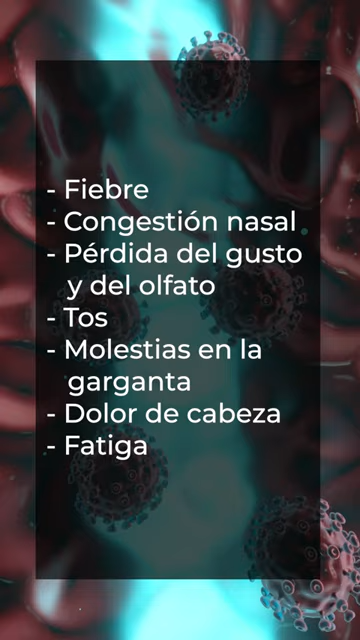 - Fiebre
- Congestión nasal
- Pérdida del gusto
y del olfato
- Tos
- Molestias en la
garganta
- Dolor de cabeza
- Fatiga